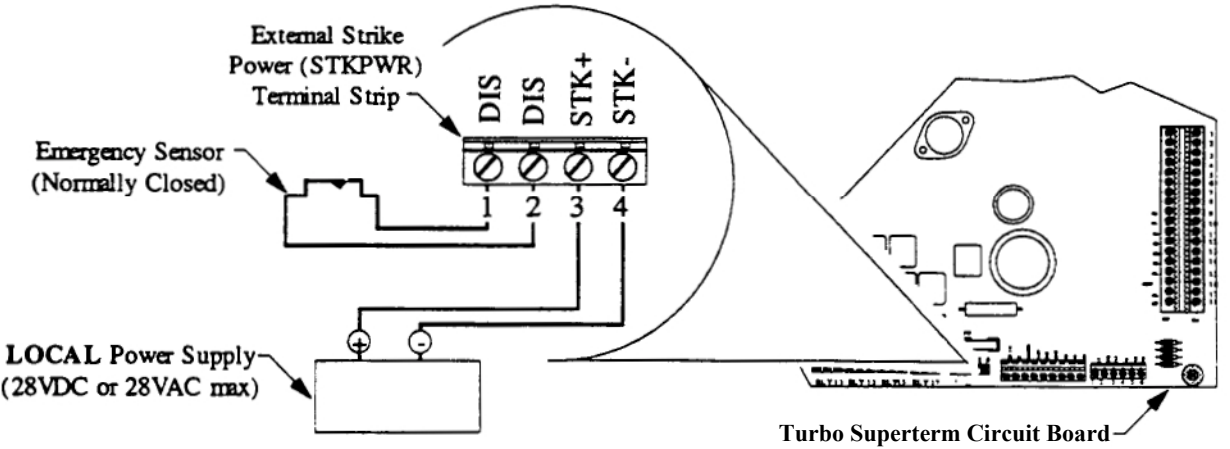 External Strike
Power (STKPWR)
Terminal Strip
DIS
DIS
STK+
STK-
Emergency Sensor
(Normally Closed)
1 2 3 4
+ -
LOCAL Power Supply
(28VDC or 28VAC max)
Turbo Superterm Circuit Board